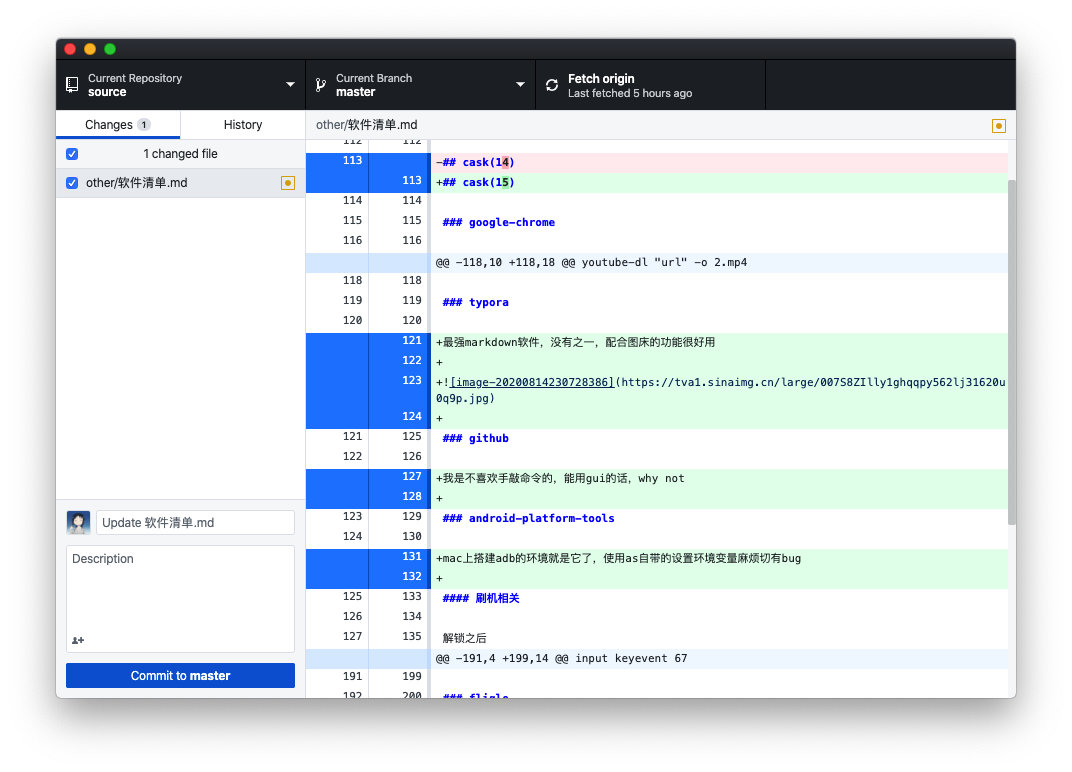 Current Repository
source
Current Branch
master
Fetch origin
Last fetched 5 hours ago
Changes 1
History
1 changed file
other/软件清单.md
Update 软件清单.md
Description
Commit to master
other/软件清单.md
112 112
113 -## cask(14)
113 +## cask(15)
114 114
115 115 ### google-chrome
116 116
@@ -118,10 +118,18 @@ youtube-dl "url" -o 2.mp4
118 118
119 119 ### typora
120 120
121 +最强markdown软件，没有之一，配合图床的功能很好用
122 +
123 +![image-20200814230728386](https://tva1.sinaimg.cn/large/007S8ZIlly1ghqqpy562lj31620u
0q9p.jpg)
124 +
121 125 ### github
122 126
127 +我是不喜欢手敲命令的，能用gui的话，why not
128 +
123 129 ### android-platform-tools
124 130
131 +mac上搭建adb的环境就是它了，使用as自带的设置环境变量麻烦切有bug
132 +
125 133 #### 刷机相关
126 134
127 135 解锁之后
@@ -191,4 +199,14 @@ input keyevent 67
191 199
192 200